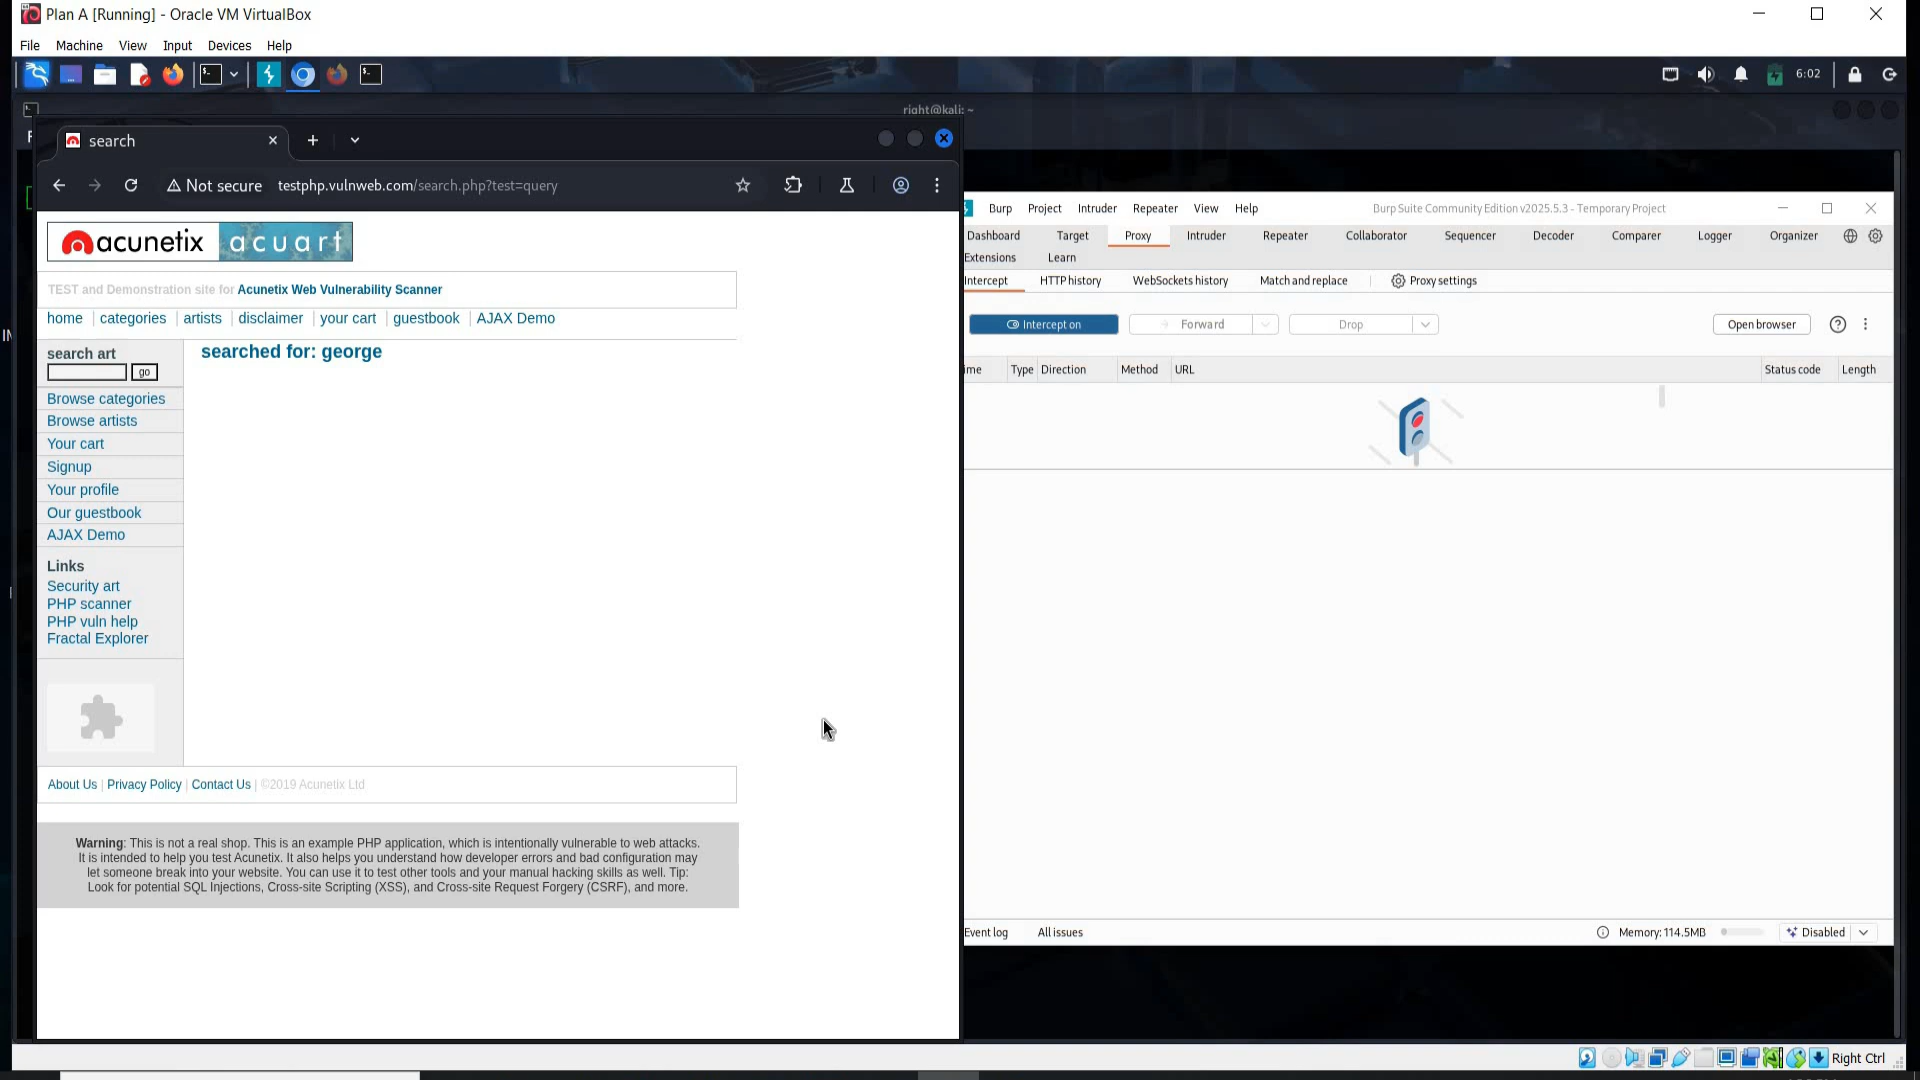 Plan A [Running] - Oracle VM VirtualBox
File Machine View Input Devices Help
6:02
right@kali: ~
search
Not secure testphp.vulnweb.com/search.php?test=query
acunetix acuart
TEST and Demonstration site for Acunetix Web Vulnerability Scanner
home | categories | artists | disclaimer | your cart | guestbook | AJAX Demo
search art
go
searched for: george
Browse categories
Browse artists
Your cart
Signup
Your profile
Our guestbook
AJAX Demo
Links
Security art
PHP scanner
PHP vuln help
Fractal Explorer
About Us | Privacy Policy | Contact Us | ©2019 Acunetix Ltd
Warning: This is not a real shop. This is an example PHP application, which is intentionally vulnerable to web attacks.
It is intended to help you test Acunetix. It also helps you understand how developer errors and bad configuration may
let someone break into your website. You can use it to test other tools and your manual hacking skills as well. Tip:
Look for potential SQL Injections, Cross-site Scripting (XSS), and Cross-site Request Forgery (CSRF), and more.
Burp Project Intruder Repeater View Help Burp Suite Community Edition v2025.5.3 - Temporary Project
Dashboard Target Proxy Intruder Repeater Collaborator Sequencer Decoder Comparer Logger Organizer
Extensions Learn
Intercept HTTP history WebSockets history Match and replace Proxy settings
Intercept on Forward Drop Open browser
ime Type Direction Method URL Status code Length
Event log All issues Memory: 114.5MB Disabled
Right Ctrl